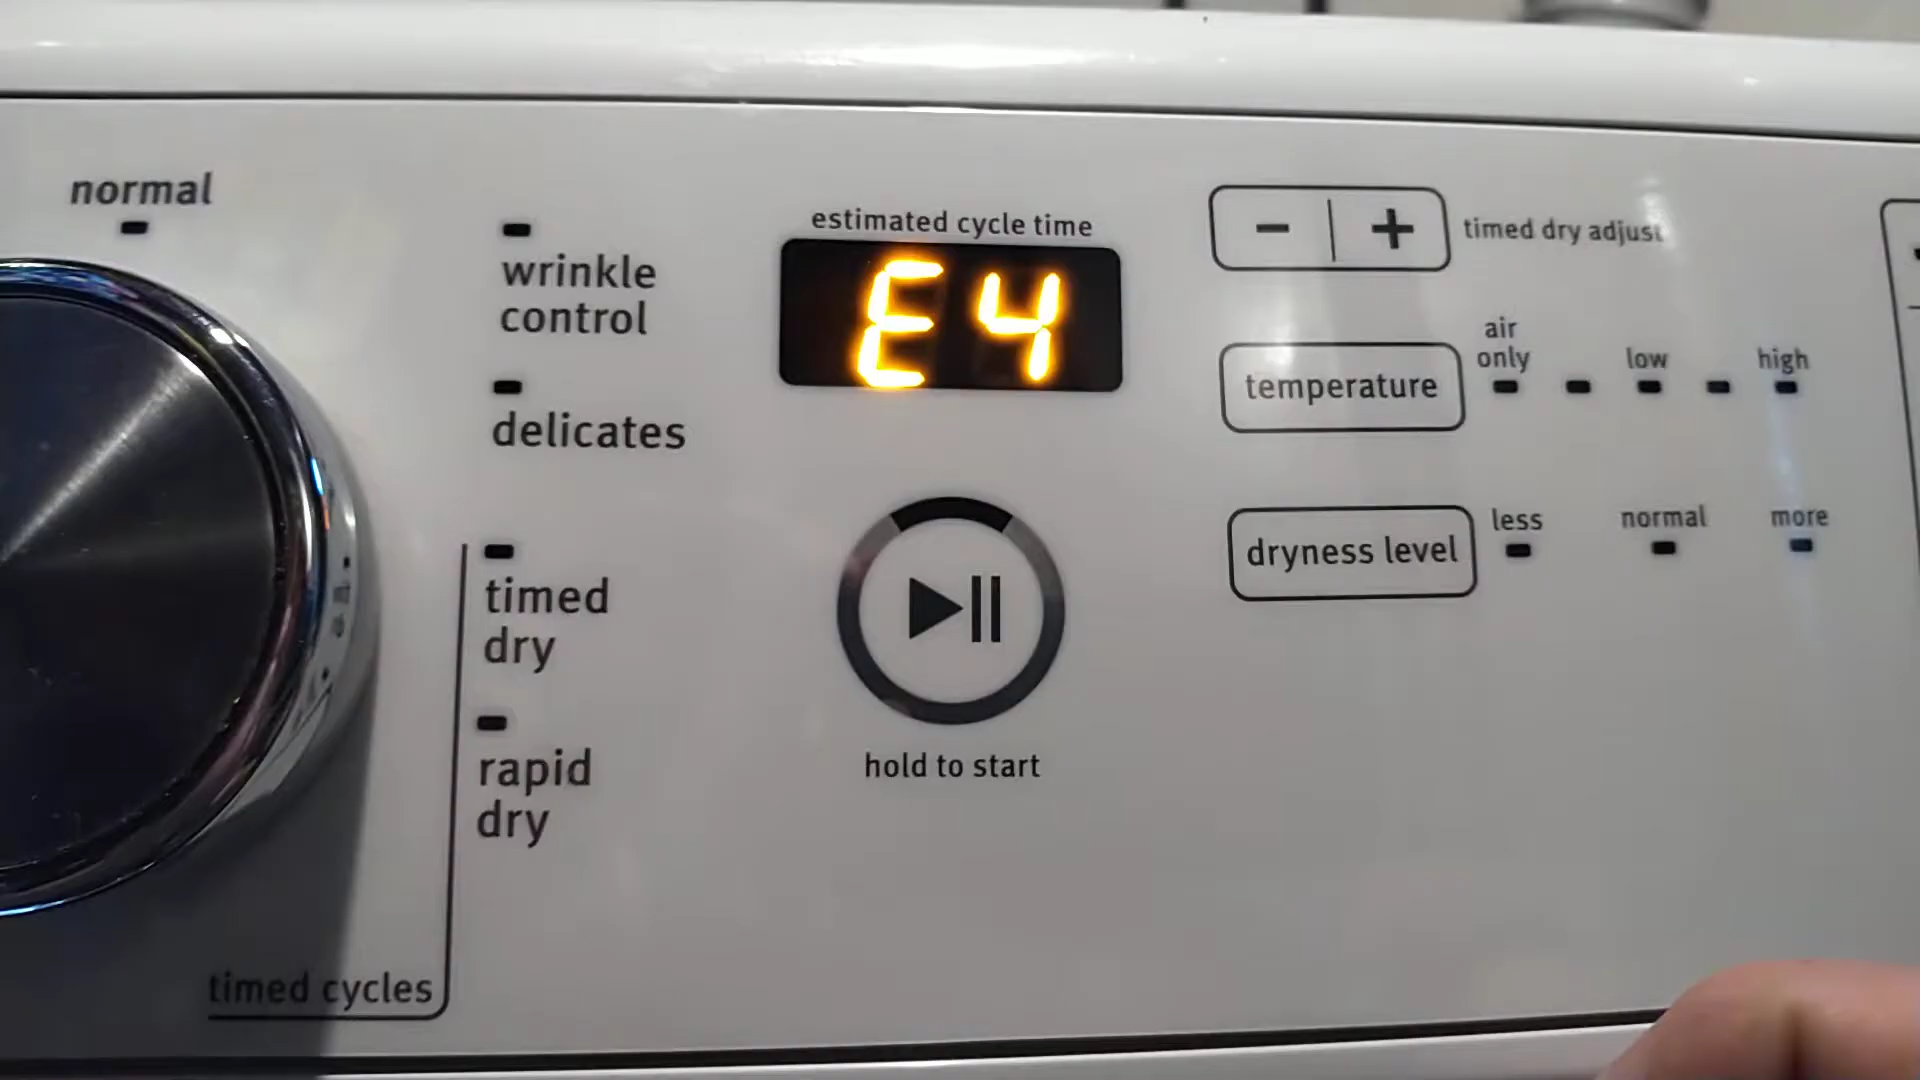 normal
wrinkle
control
delicates
timed
dry
rapid
dry
timed cycles
estimated cycle time
E4
hold to start
− +
timed dry adjust
temperature
air
only
low
high
dryness level
less
normal
more